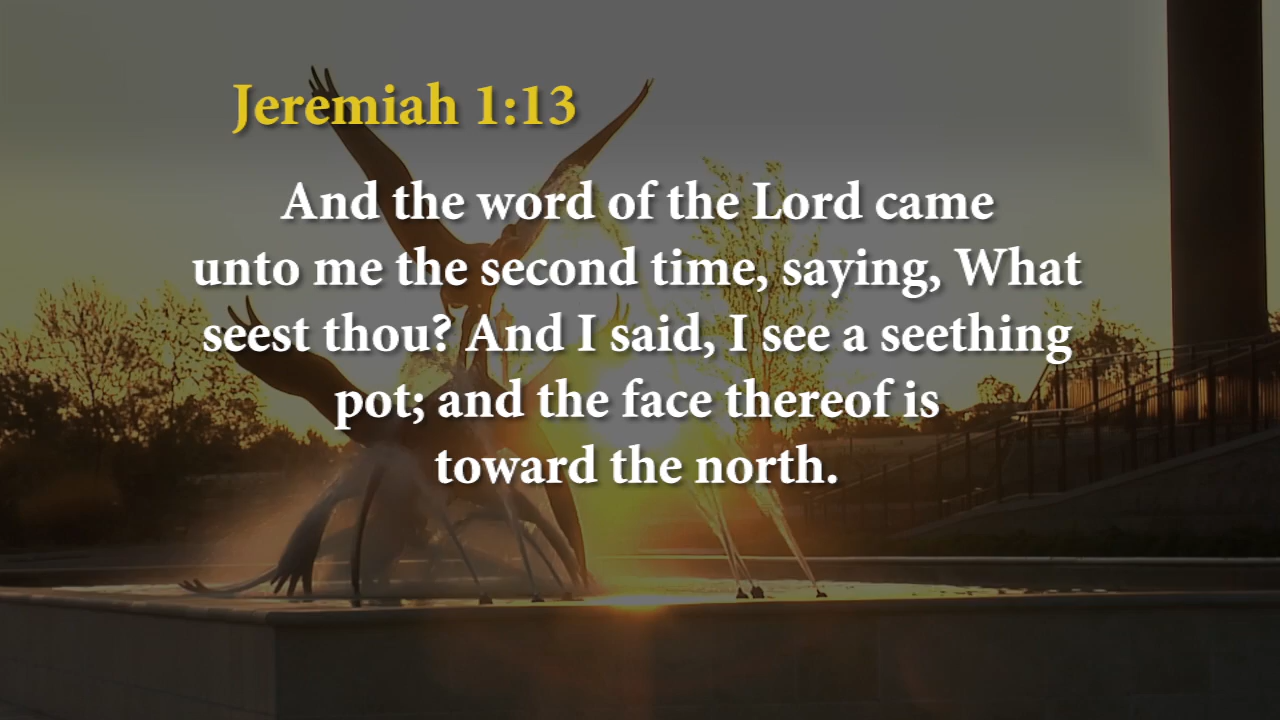 Jeremiah 1:13
And the word of the Lord came
unto me the second time, saying, What
seest thou? And I said, I see a seething
pot; and the face thereof is
toward the north.